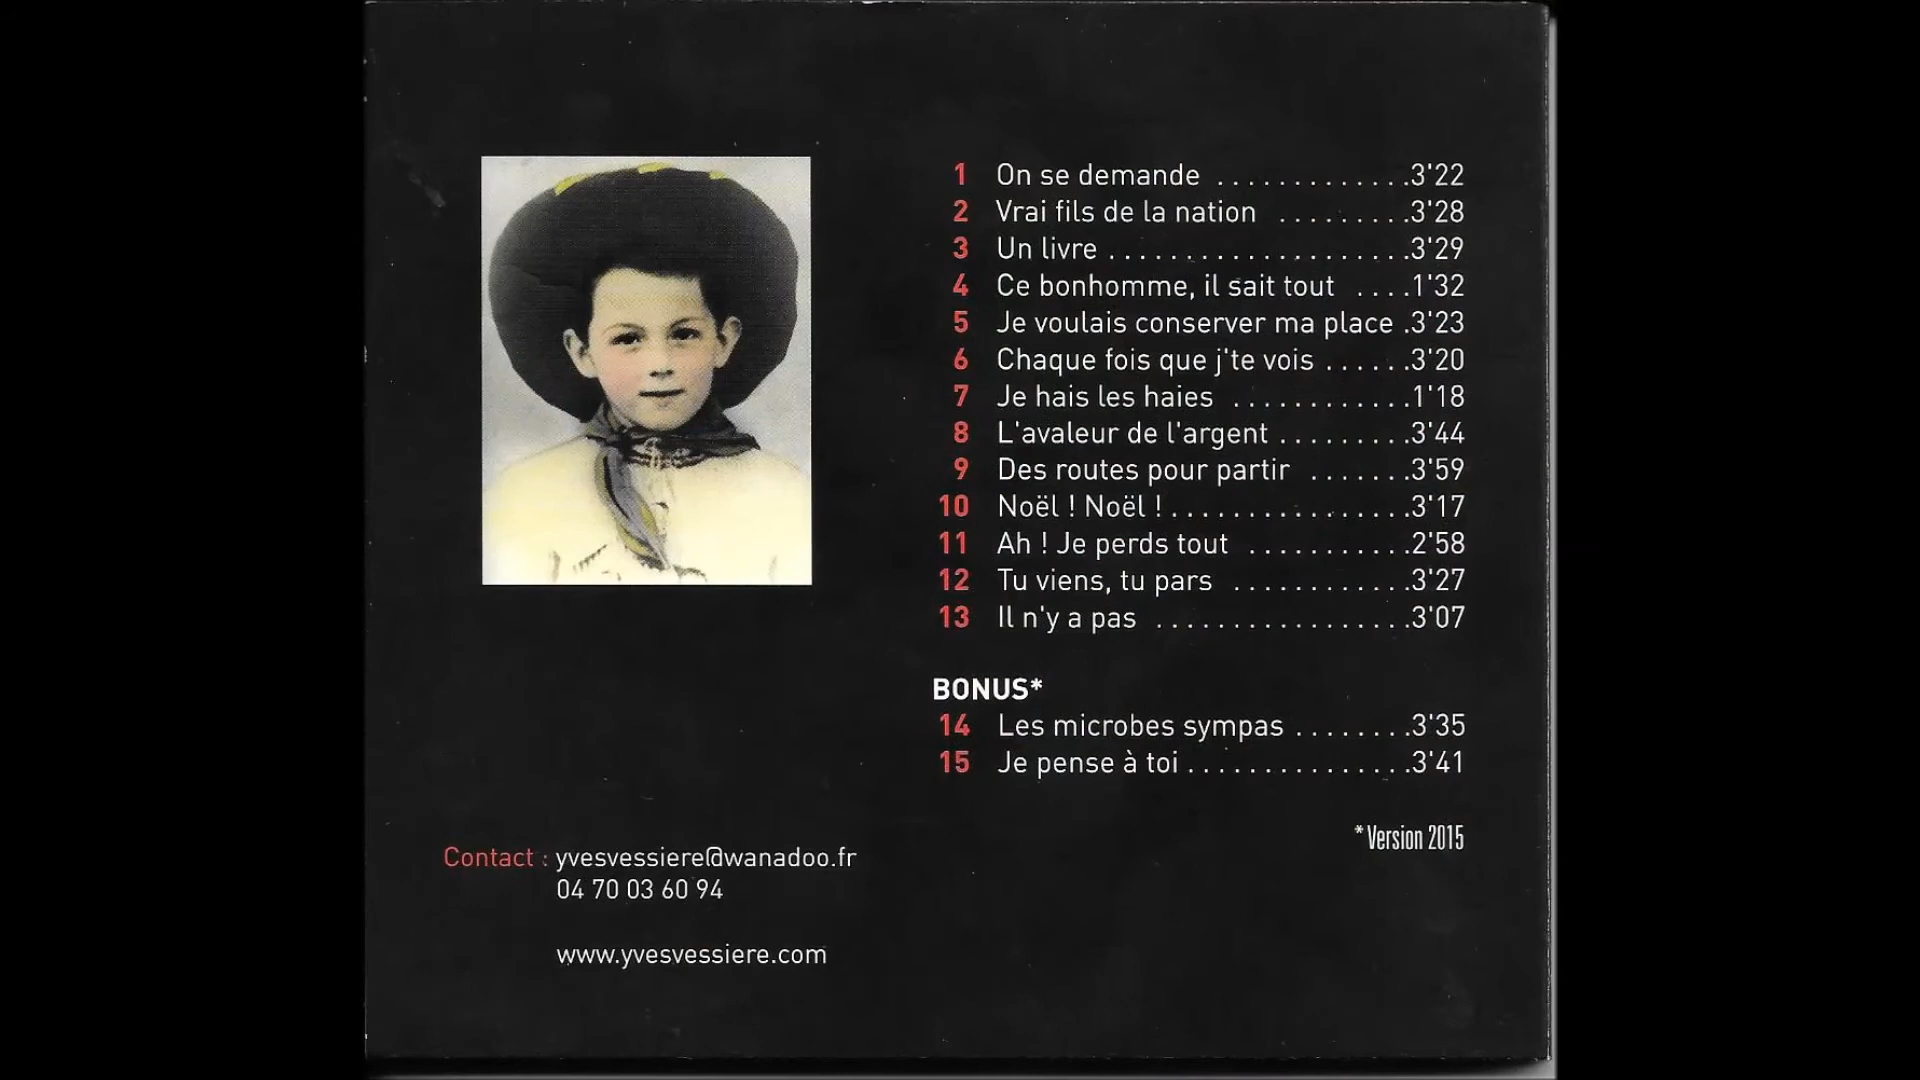 1 On se demande .............3'22
2 Vrai fils de la nation .........3'28
3 Un livre ....................3'29
4 Ce bonhomme, il sait tout ....1'32
5 Je voulais conserver ma place .3'23
6 Chaque fois que j'te vois ......3'20
7 Je hais les haies ............1'18
8 L'avaleur de l'argent .........3'44
9 Des routes pour partir .......3'59
10 Noël ! Noël ! ................3'17
11 Ah ! Je perds tout ...........2'58
12 Tu viens, tu pars ............3'27
13 Il n'y a pas .................3'07
BONUS*
14 Les microbes sympas ........3'35
15 Je pense à toi ...............3'41
* Version 2015
Contact : yvesvessiere@wanadoo.fr
04 70 03 60 94
www.yvesvessiere.com